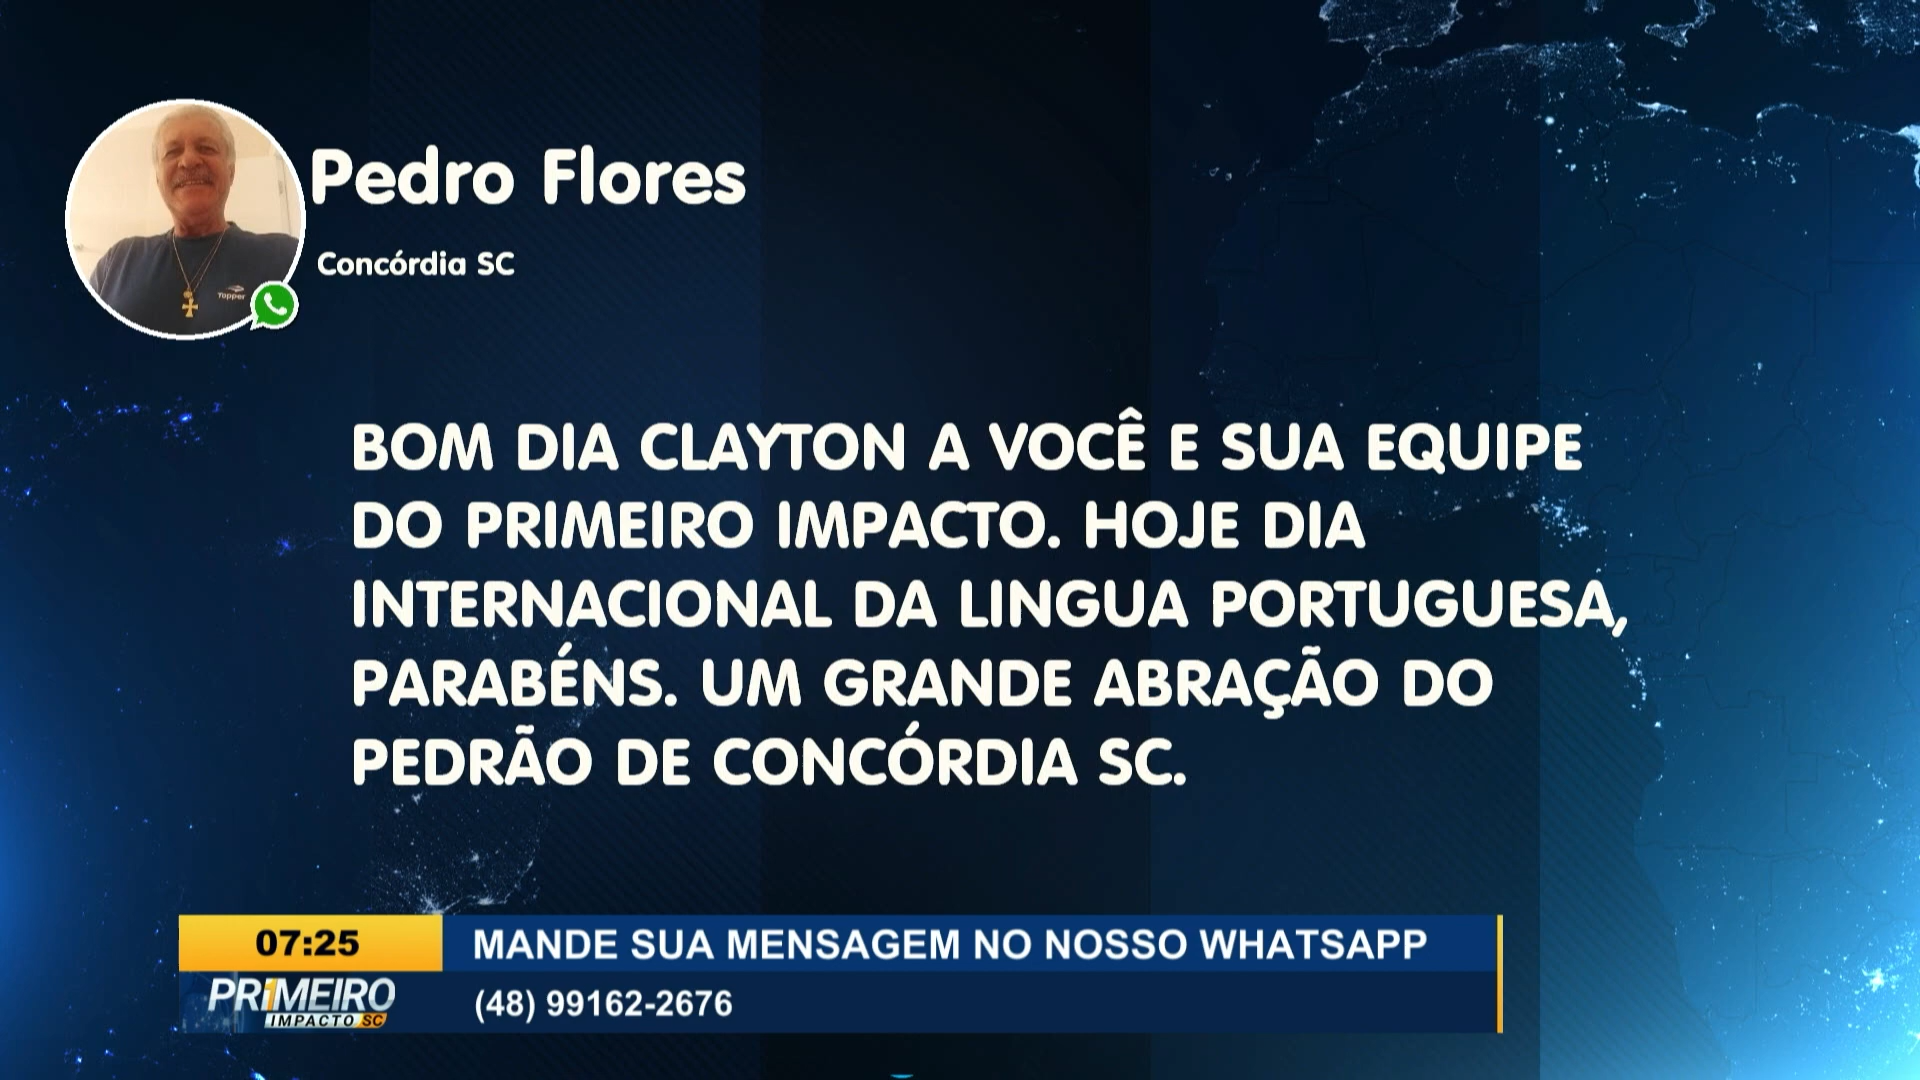 Pedro Flores
Concórdia SC
Topper
BOM DIA CLAYTON A VOCÊ E SUA EQUIPE
DO PRIMEIRO IMPACTO. HOJE DIA
INTERNACIONAL DA LINGUA PORTUGUESA,
PARABÉNS. UM GRANDE ABRAÇÃO DO
PEDRÃO DE CONCÓRDIA SC.
07:25
MANDE SUA MENSAGEM NO NOSSO WHATSAPP
PR1MEIRO
IMPACTO SC
(48) 99162-2676